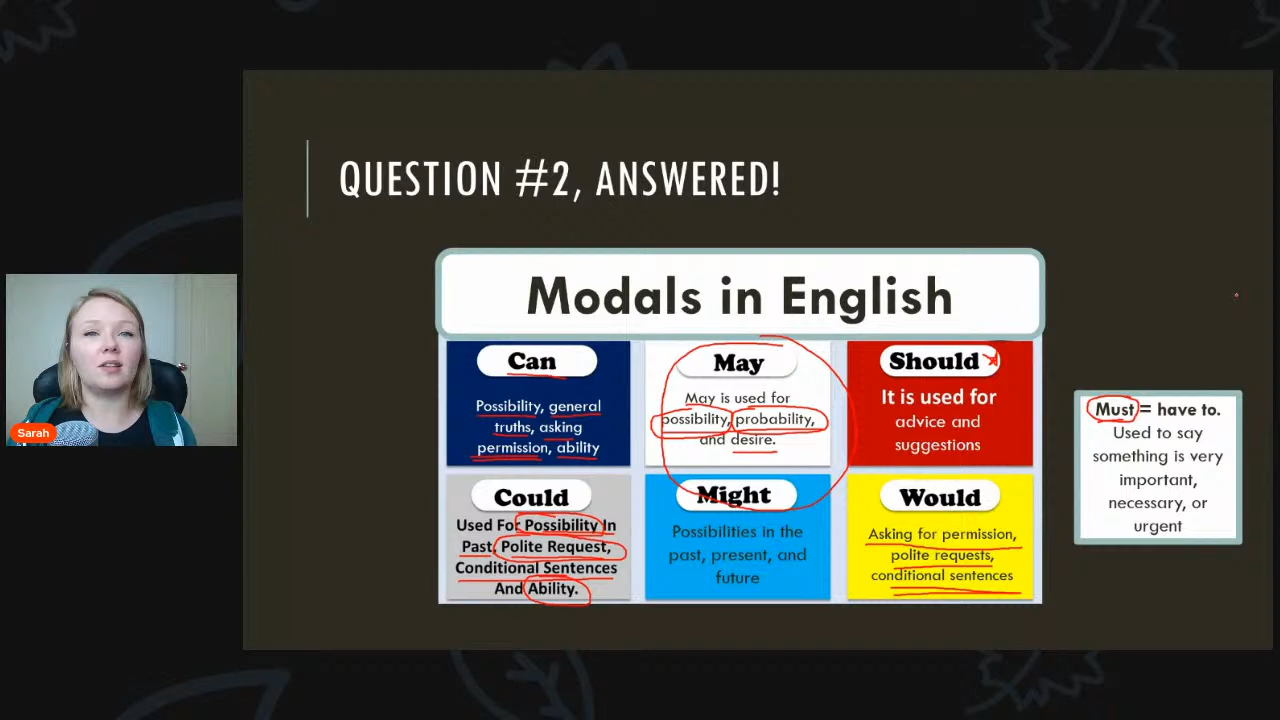 QUESTION #2, ANSWERED!
Modals in English
Can
Possibility, general
truths, asking
permission, ability
May
May is used for
possibility, probability,
and desire.
Should
It is used for
advice and
suggestions
Could
Used For Possibility In
Past, Polite Request,
Conditional Sentences
And Ability.
Might
Possibilities in the
past, present, and
future
Would
Asking for permission,
polite requests,
conditional sentences
Must = have to.
Used to say
something is very
important,
necessary, or
urgent
Sarah